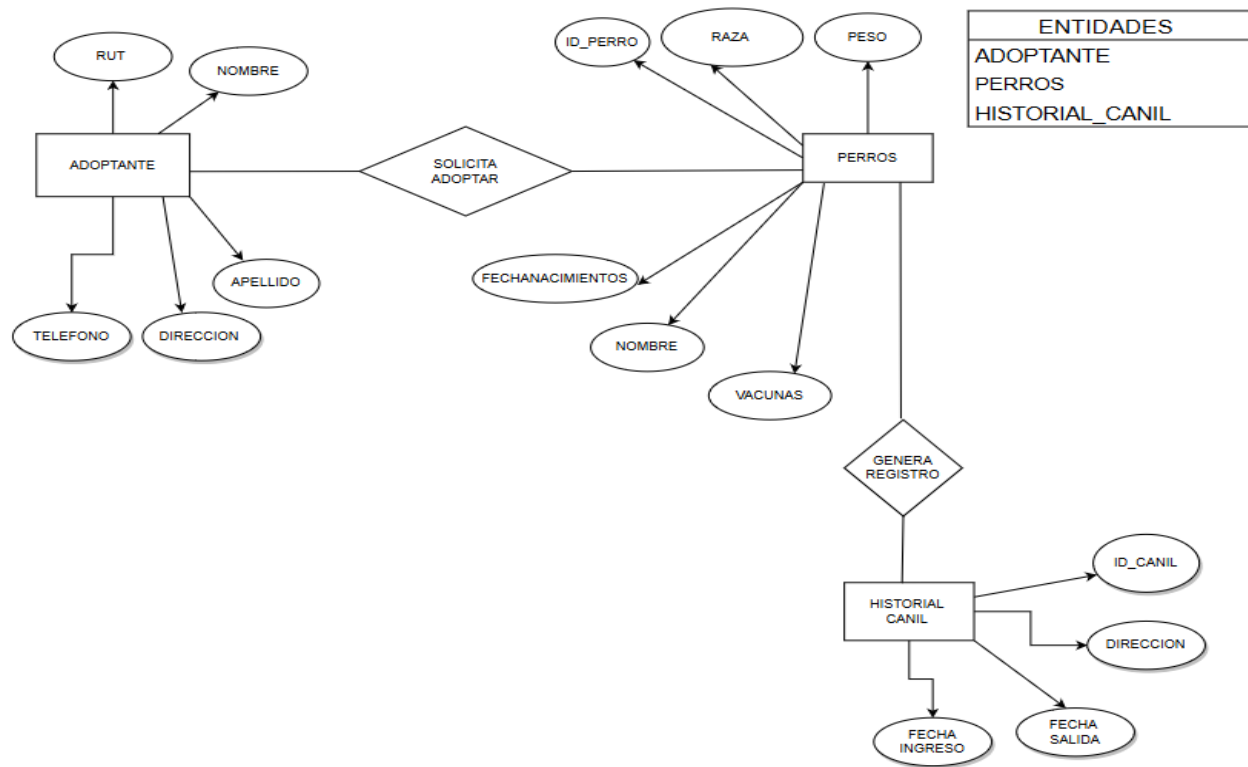 ENTIDADES
ADOPTANTE
PERROS
HISTORIAL_CANIL
RUT
NOMBRE
ADOPTANTE
TELEFONO
DIRECCION
APELLIDO
SOLICITA
ADOPTAR
ID_PERRO
RAZA
PESO
PERROS
FECHANACIMIENTOS
NOMBRE
VACUNAS
GENERA
REGISTRO
HISTORIAL
CANIL
ID_CANIL
DIRECCION
FECHA
INGRESO
FECHA
SALIDA